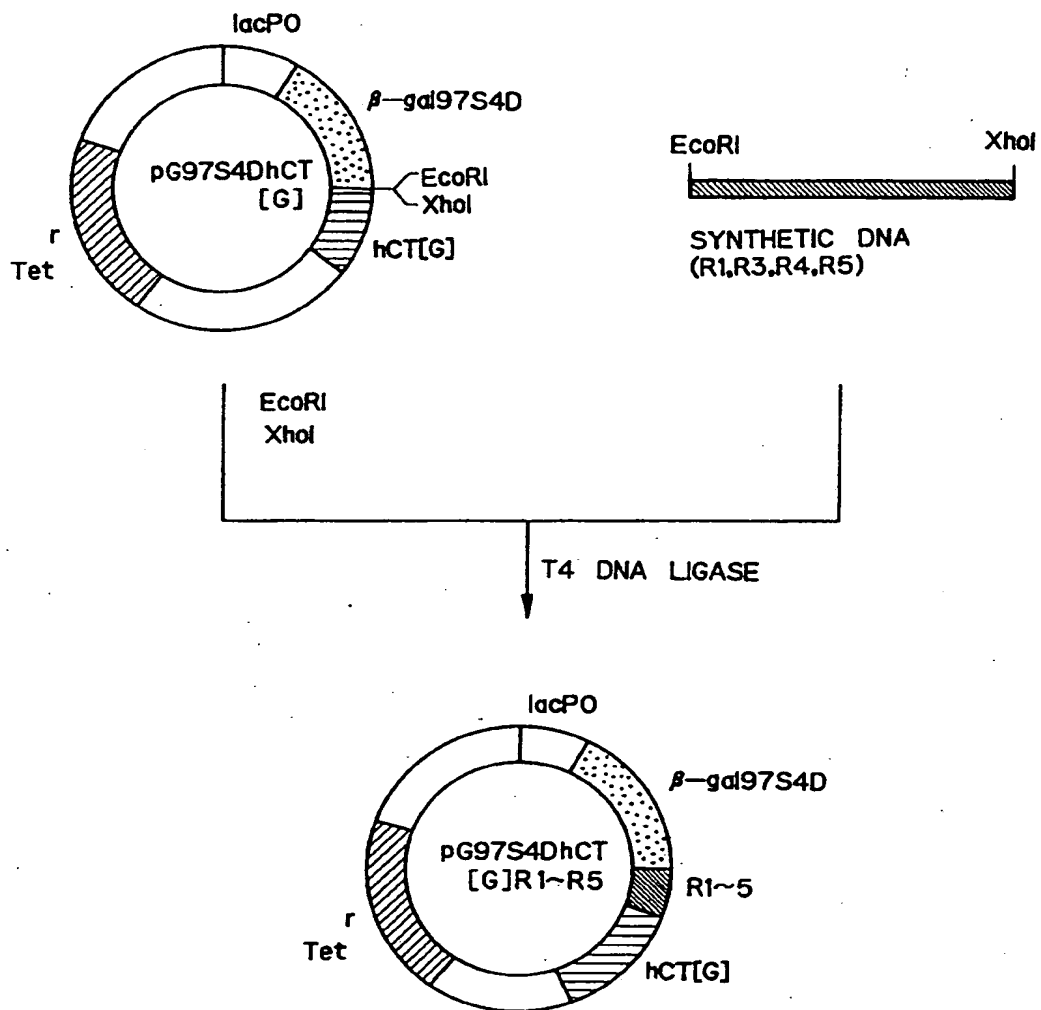 lacPO
β-gal97S4D
pG97S4DhCT
[G]
EcoRI
XhoI
hCT[G]
r
Tet
EcoRI
XhoI
SYNTHETIC DNA
(R1,R3,R4,R5)
EcoRI
XhoI
T4 DNA LIGASE
lacPO
β-gal97S4D
pG97S4DhCT
[G]R1~R5
R1~5
hCT[G]
r
Tet